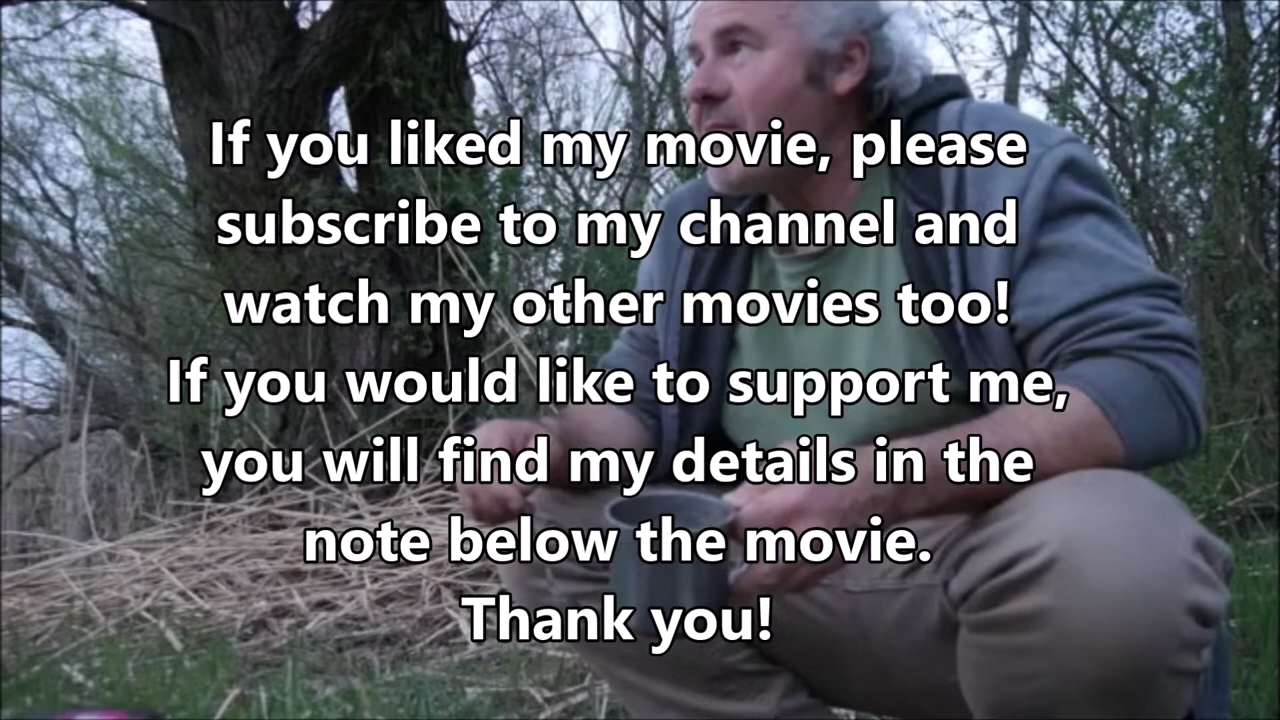 If you liked my movie, please
subscribe to my channel and
watch my other movies too!
If you would like to support me,
you will find my details in the
note below the movie.
Thank you!